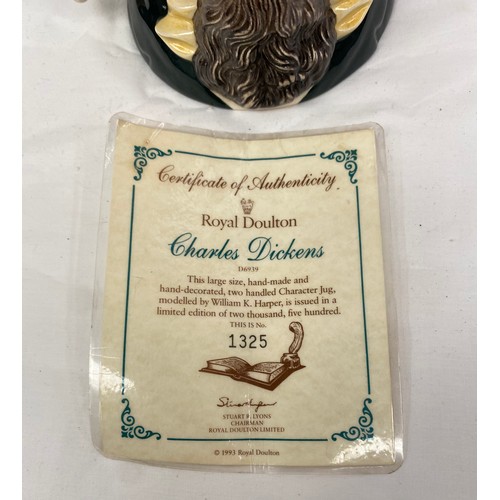 Certificate of Authenticity
Royal Doulton
Charles Dickens
D6939
This large size, hand-made and
hand-decorated, two handled Character Jug,
modelled by William K. Harper, is issued in a
limited edition of two thousand, five hundred.
THIS IS No.
1325
STUART P. LYONS
CHAIRMAN
ROYAL DOULTON LIMITED
© 1993 Royal Doulton